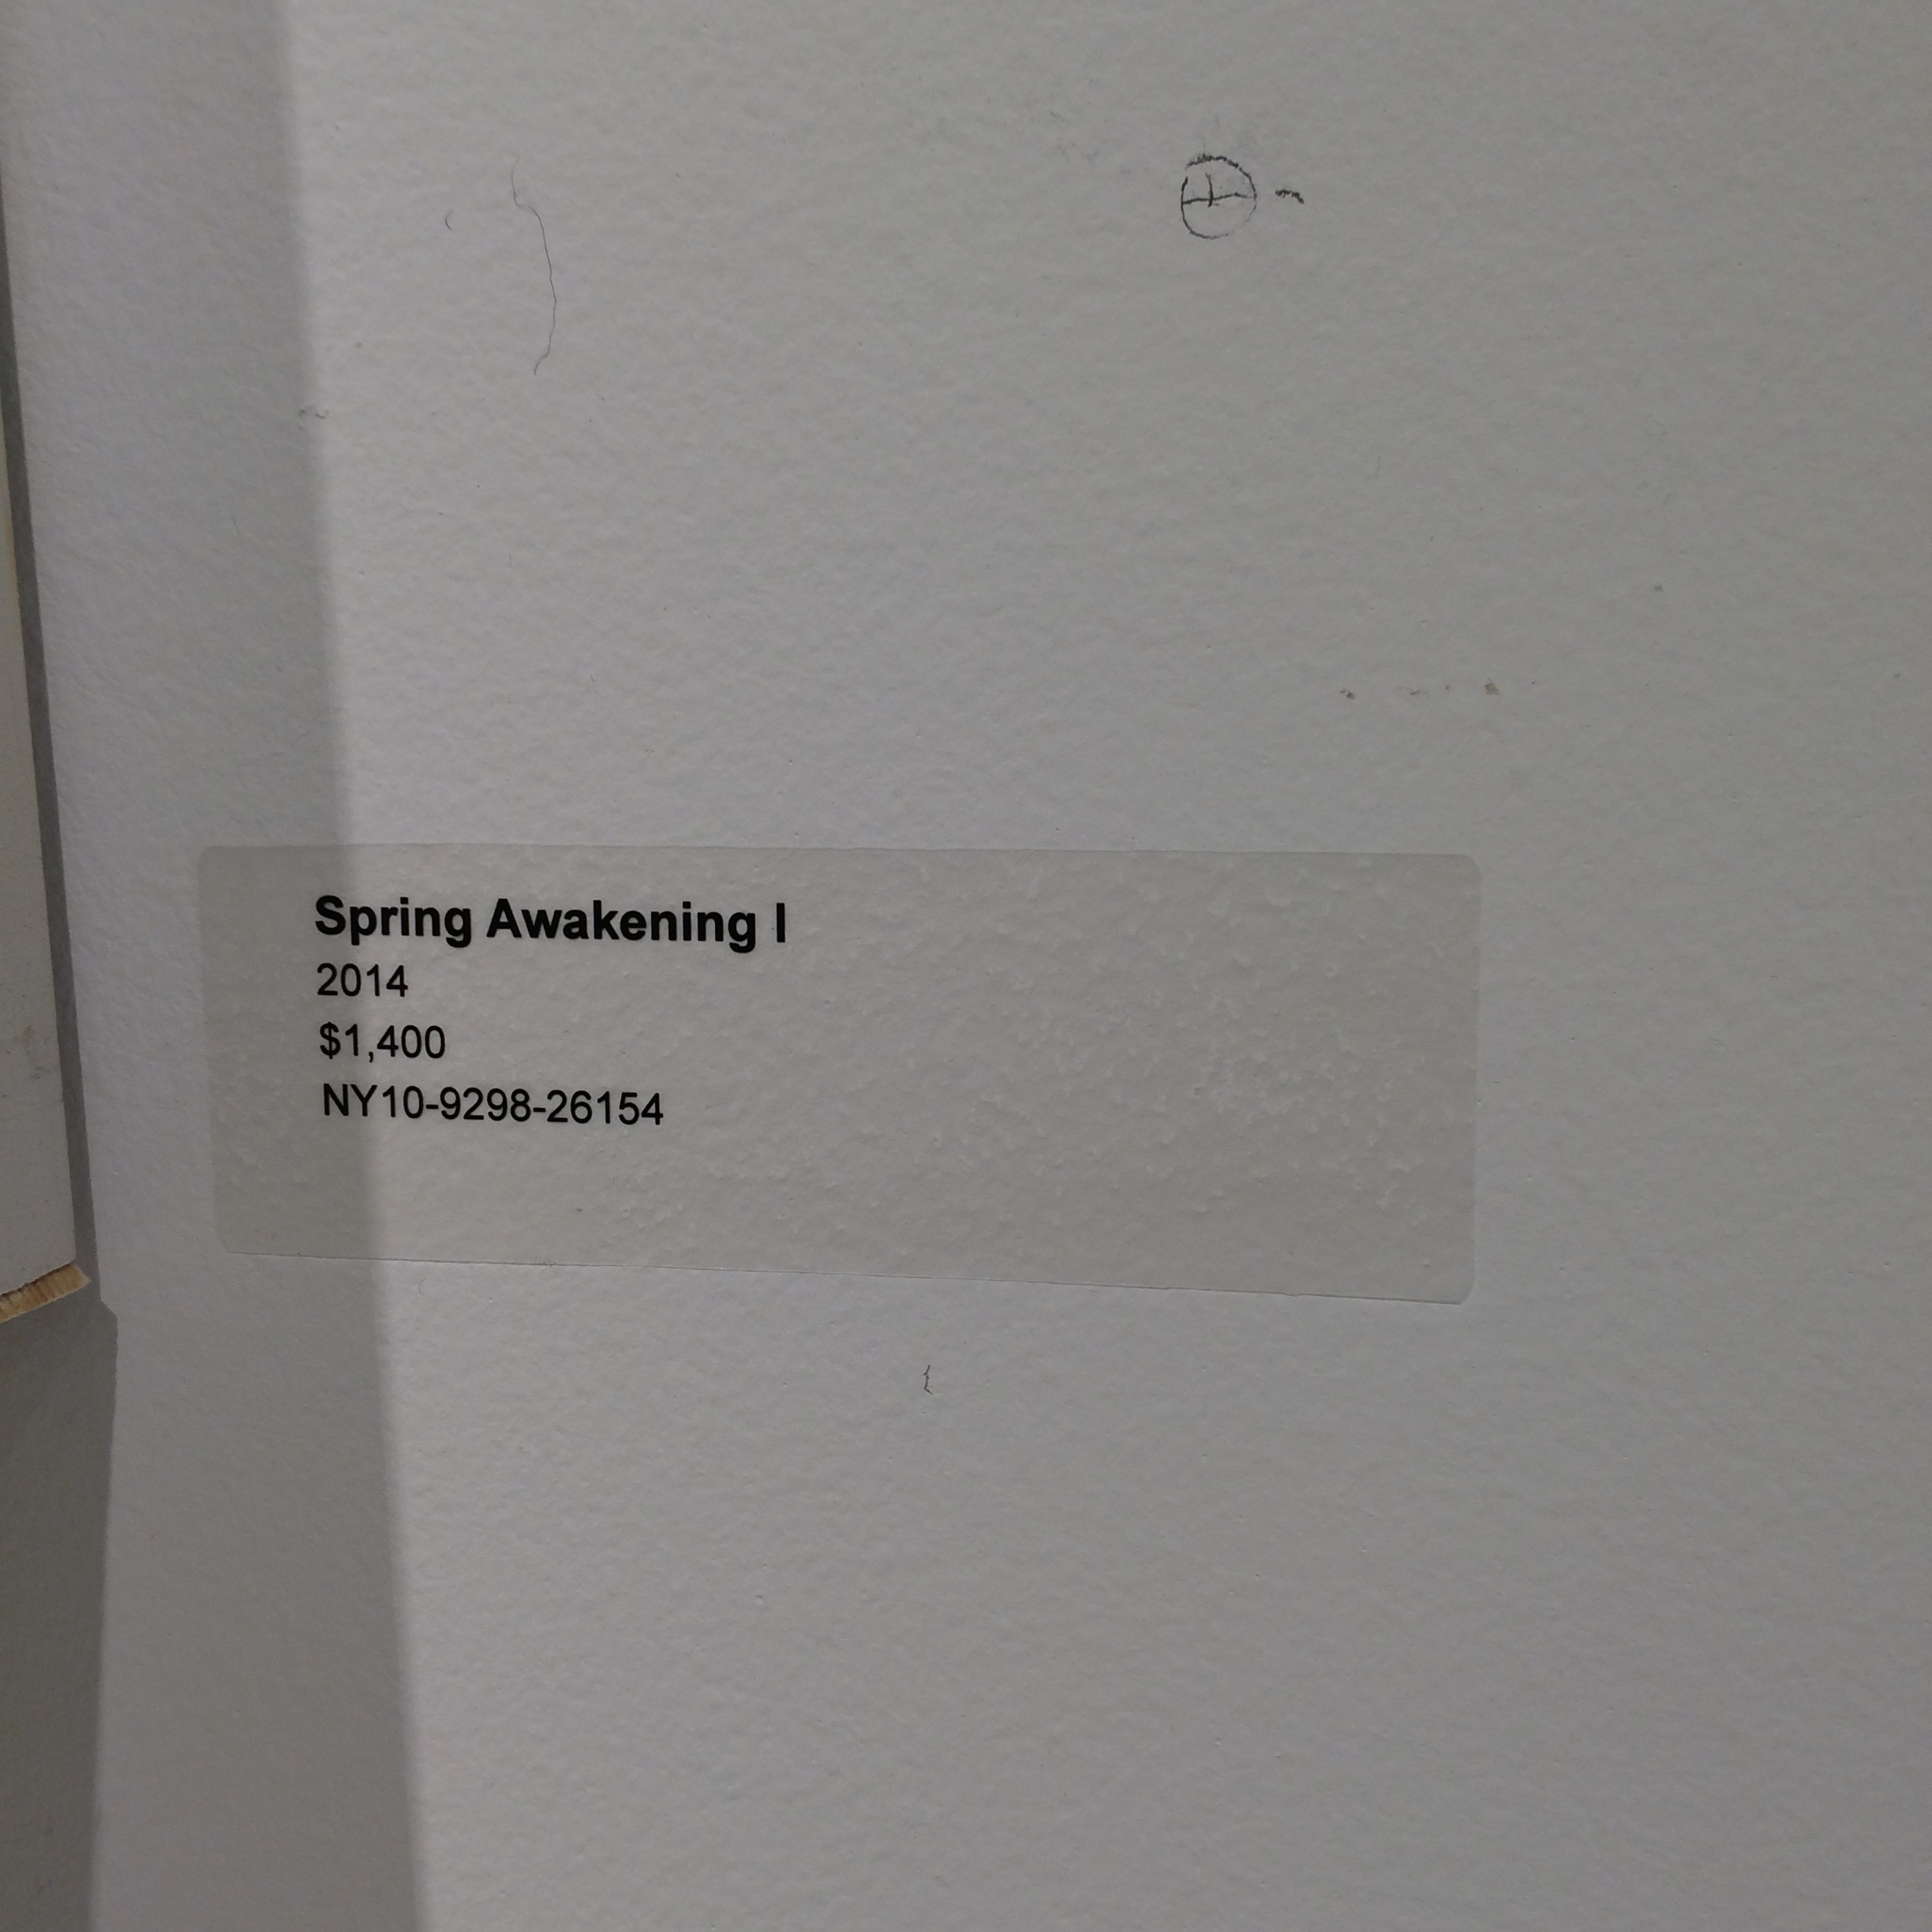 Spring Awakening I
2014
$1,400
NY10-9298-26154